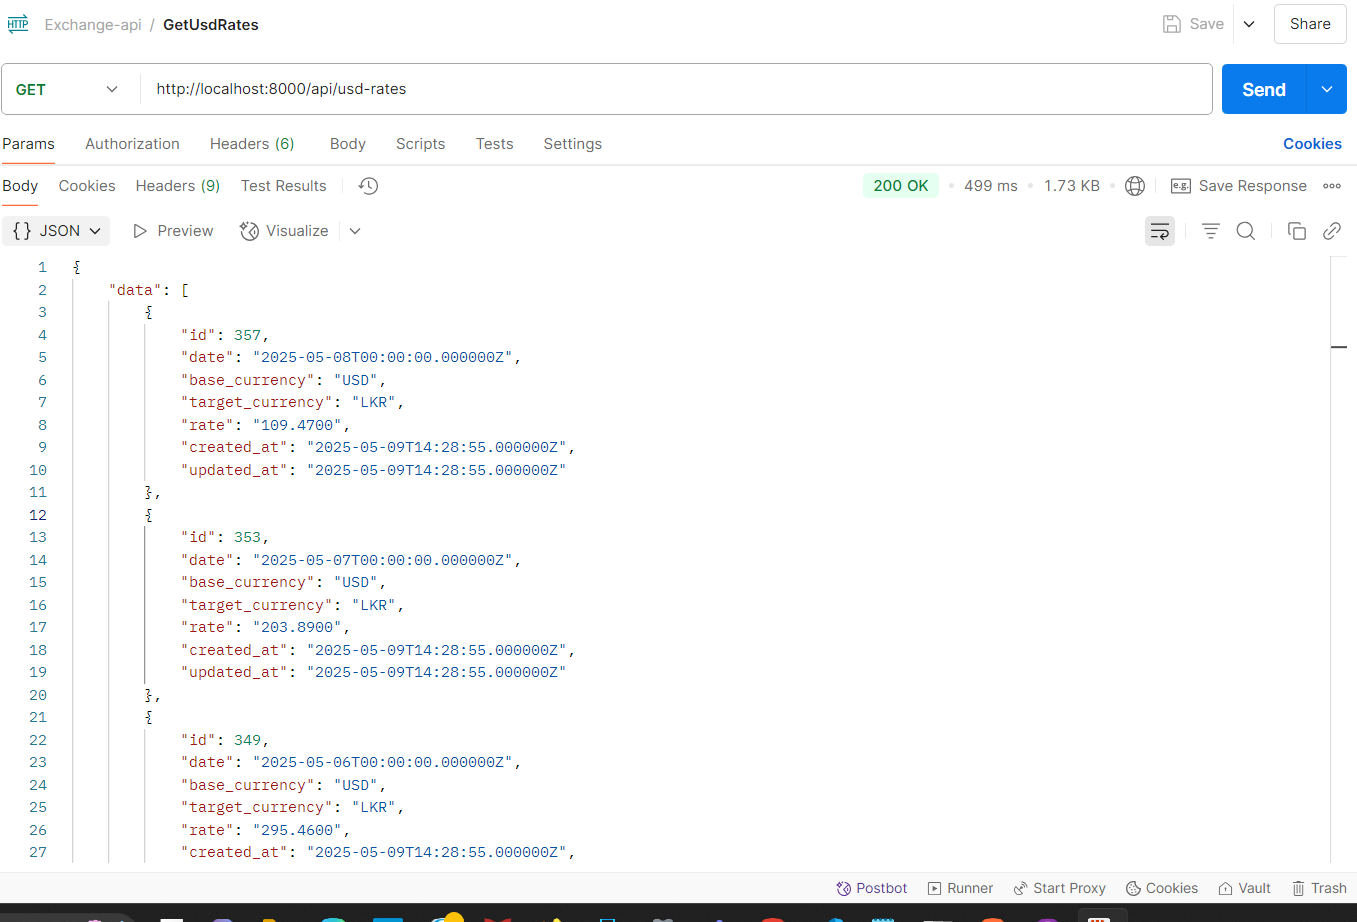 HTTP Exchange-api / GetUsdRates Save Share
GET http://localhost:8000/api/usd-rates Send
Params Authorization Headers (6) Body Scripts Tests Settings Cookies
Body Cookies Headers (9) Test Results 200 OK • 499 ms • 1.73 KB • e.g. Save Response
{} JSON Preview Visualize
1 {
2 "data": [
3 {
4 "id": 357,
5 "date": "2025-05-08T00:00:00.000000Z",
6 "base_currency": "USD",
7 "target_currency": "LKR",
8 "rate": "109.4700",
9 "created_at": "2025-05-09T14:28:55.000000Z",
10 "updated_at": "2025-05-09T14:28:55.000000Z"
11 },
12 {
13 "id": 353,
14 "date": "2025-05-07T00:00:00.000000Z",
15 "base_currency": "USD",
16 "target_currency": "LKR",
17 "rate": "203.8900",
18 "created_at": "2025-05-09T14:28:55.000000Z",
19 "updated_at": "2025-05-09T14:28:55.000000Z"
20 },
21 {
22 "id": 349,
23 "date": "2025-05-06T00:00:00.000000Z",
24 "base_currency": "USD",
25 "target_currency": "LKR",
26 "rate": "295.4600",
27 "created_at": "2025-05-09T14:28:55.000000Z",
Postbot Runner Start Proxy Cookies Vault Trash